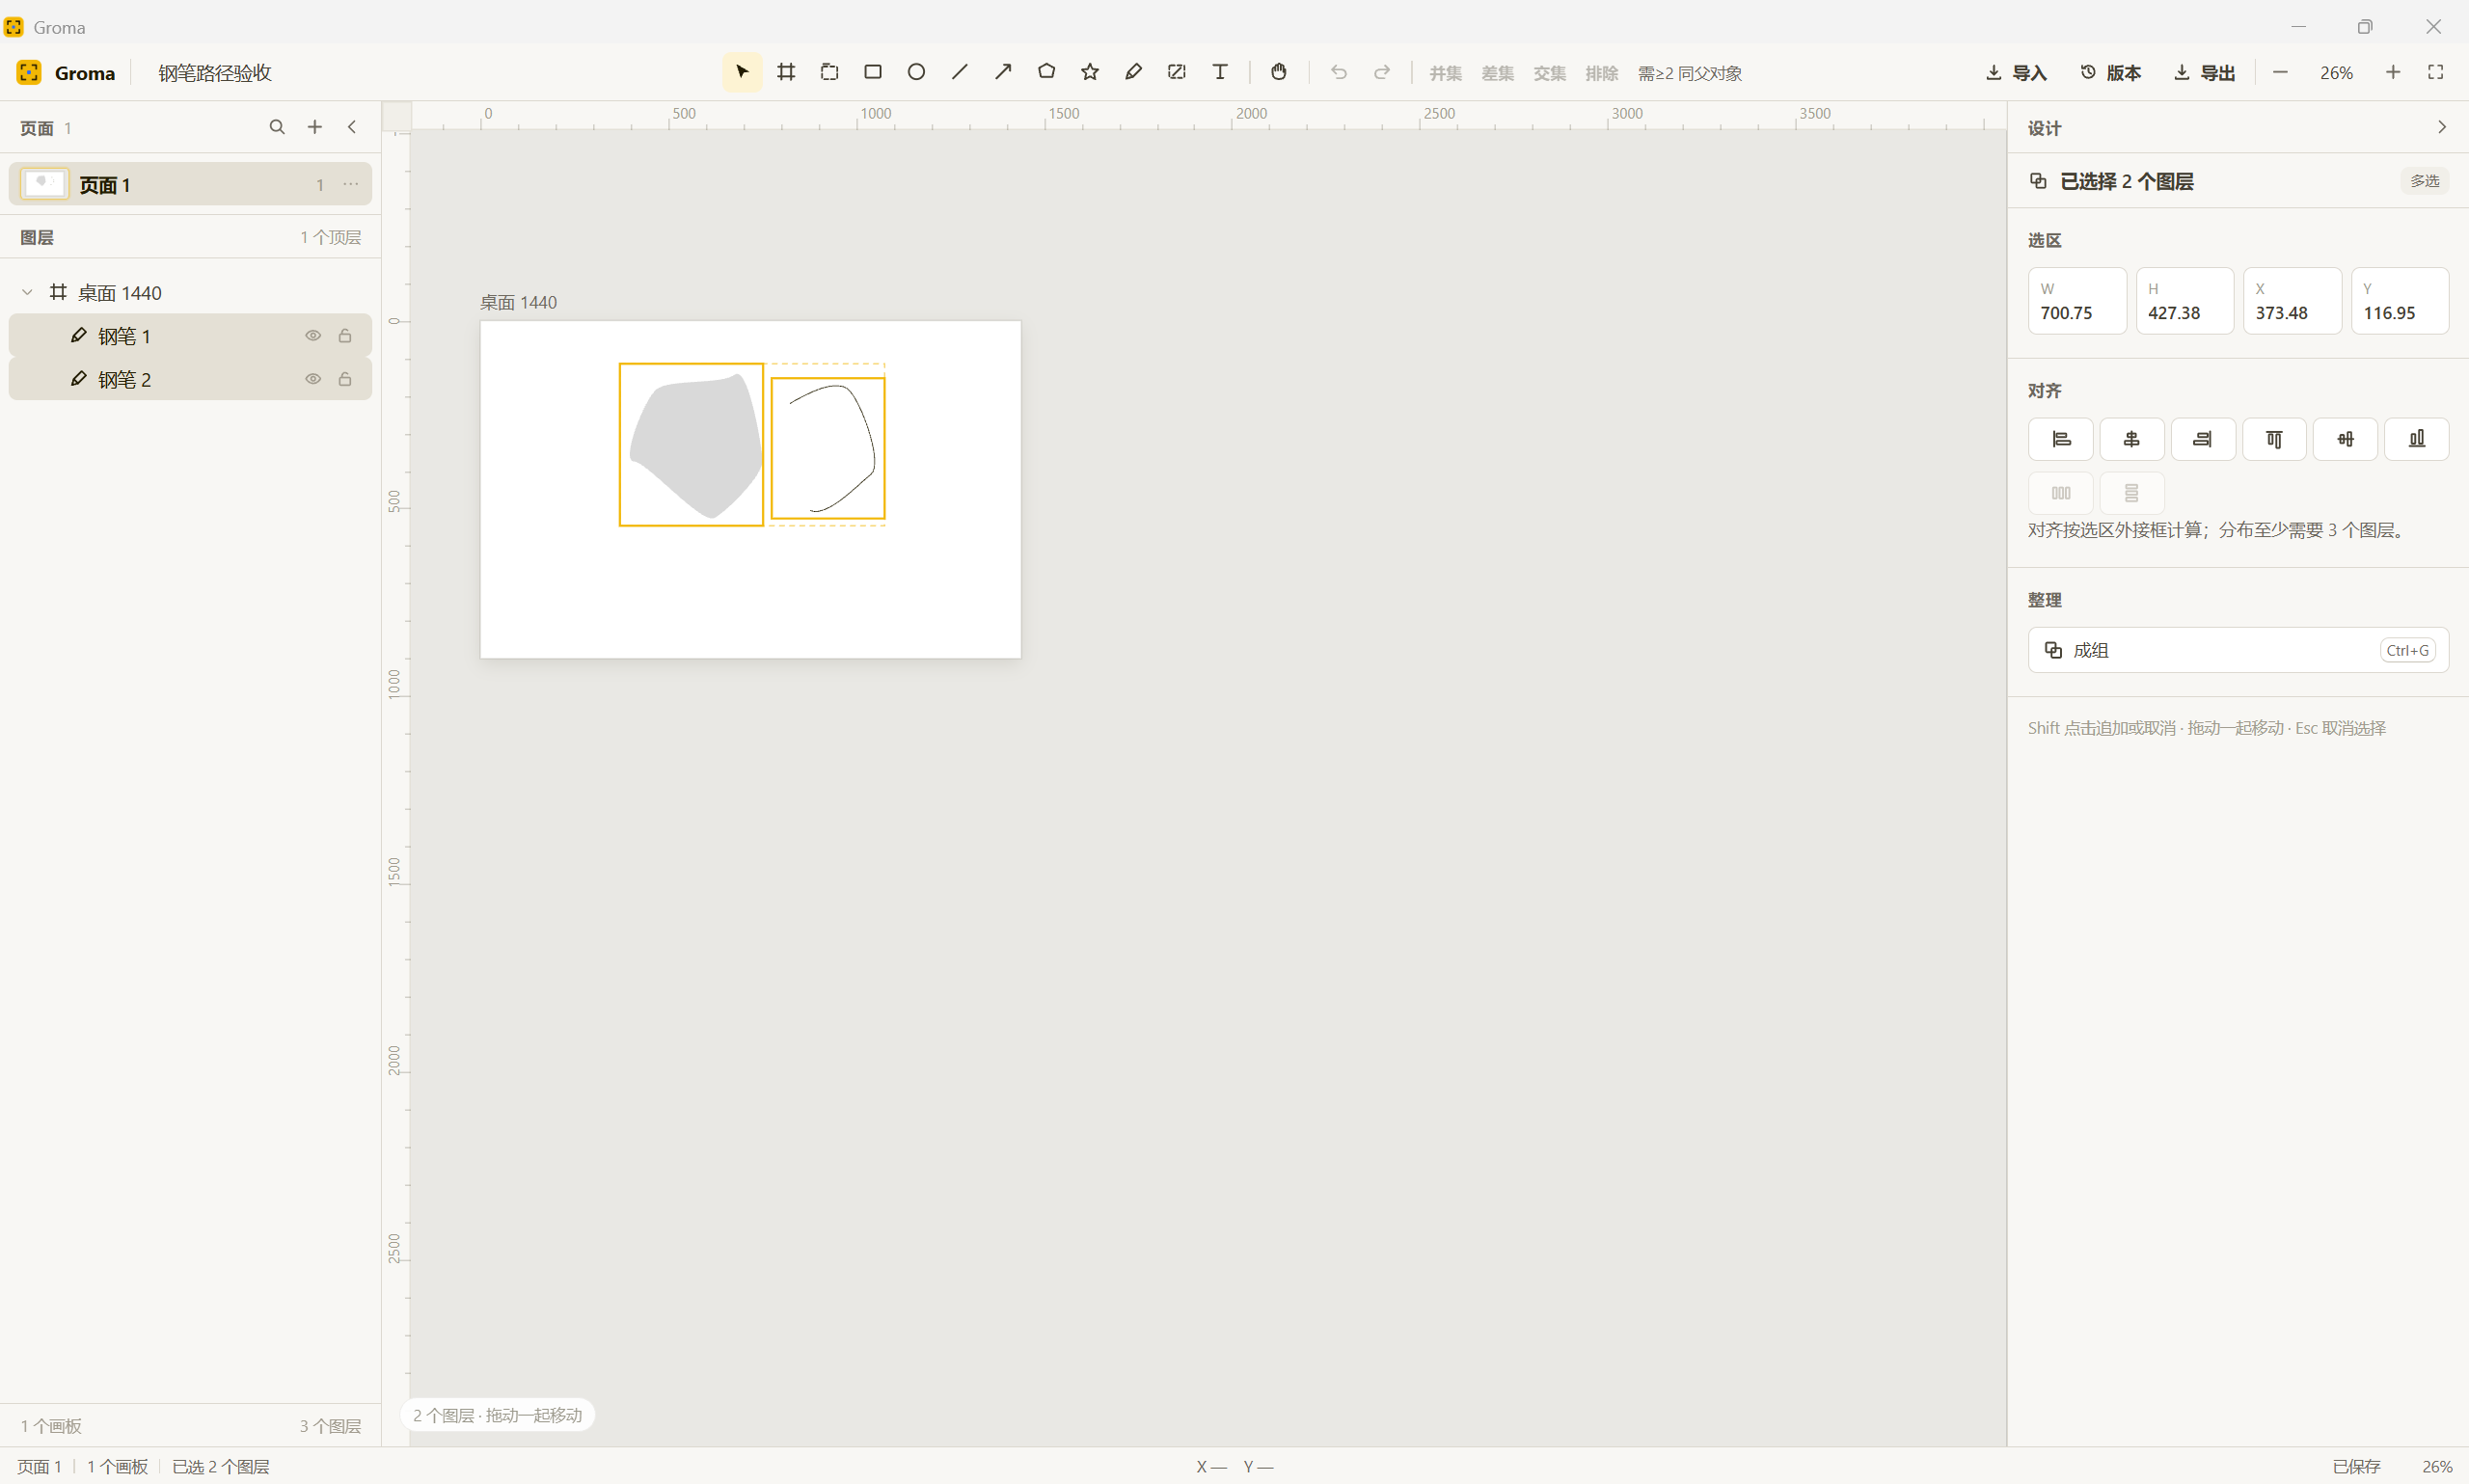 Groma
Groma 钢笔路径验收 并集 差集 交集 排除 需≥2 同父对象 导入 版本 导出 26%
页面 1
页面 1 1
图层 1 个顶层
桌面 1440
钢笔 1
钢笔 2
1 个画板 3 个图层
0 500 1000 1500 2000 2500 3000 3500
0
500
1000
1500
2000
2500
桌面 1440
2 个图层 · 拖动一起移动
设计
已选择 2 个图层 多选
选区
W H X Y
700.75 427.38 373.48 116.95
对齐
对齐按选区外接框计算；分布至少需要 3 个图层。
整理
成组 Ctrl+G
Shift 点击追加或取消 · 拖动一起移动 · Esc 取消选择
页面 1 1 个画板 已选 2 个图层 X — Y — 已保存 26%